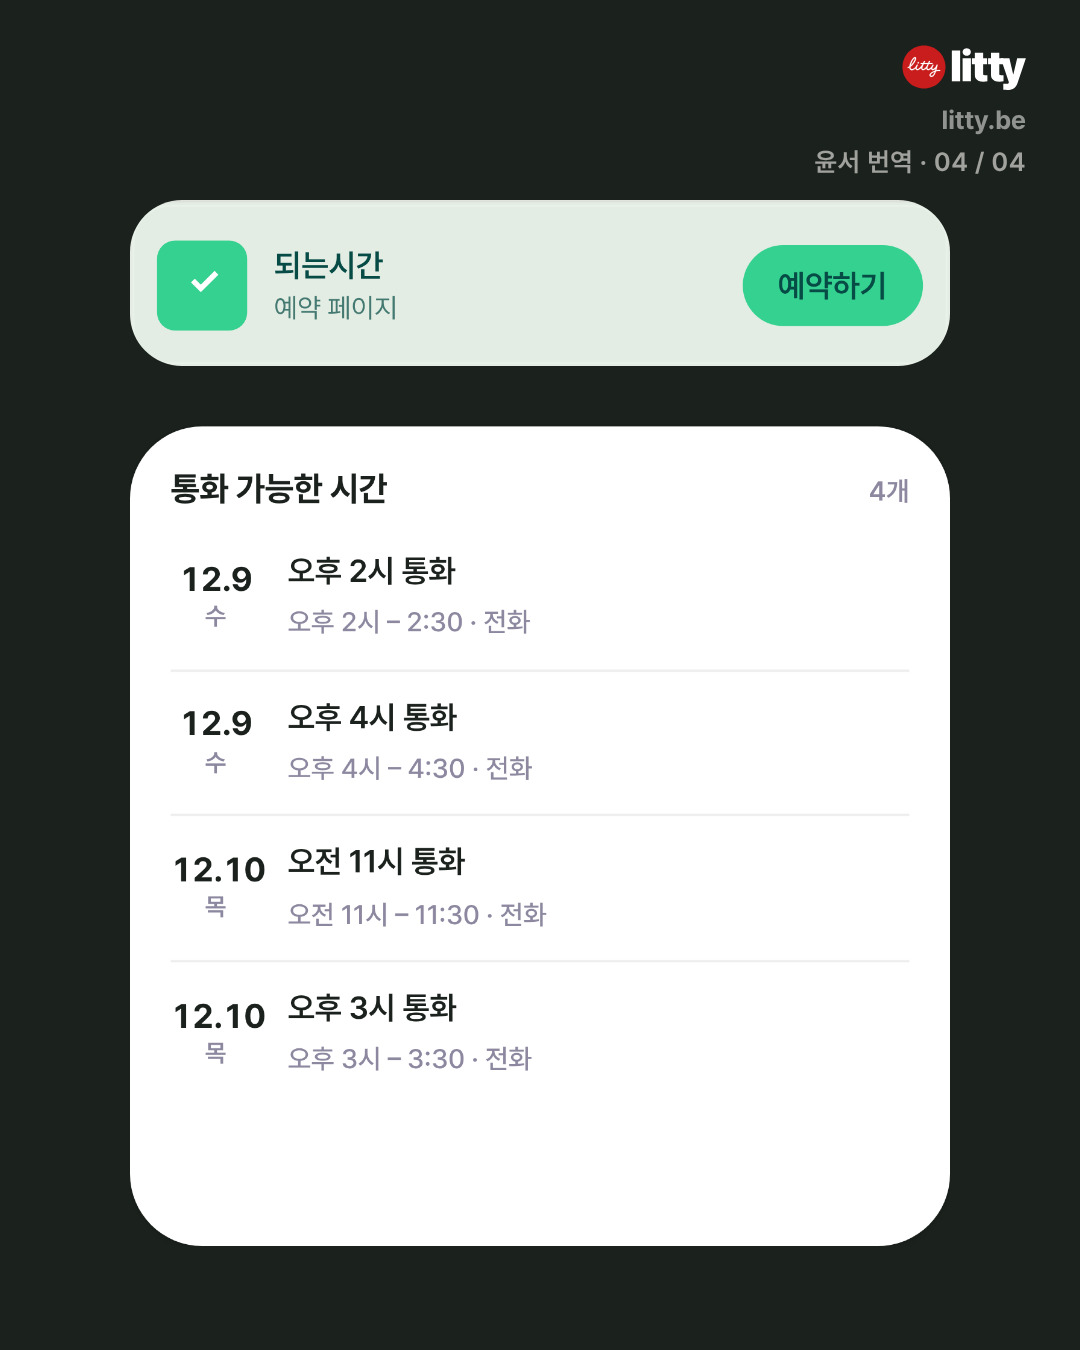 litty litty
litty.be
윤서 번역 · 04 / 04
되는시간
예약 페이지
예약하기
통화 가능한 시간
4개
12.9
수
오후 2시 통화
오후 2시 – 2:30 · 전화
12.9
수
오후 4시 통화
오후 4시 – 4:30 · 전화
12.10
목
오전 11시 통화
오전 11시 – 11:30 · 전화
12.10
목
오후 3시 통화
오후 3시 – 3:30 · 전화